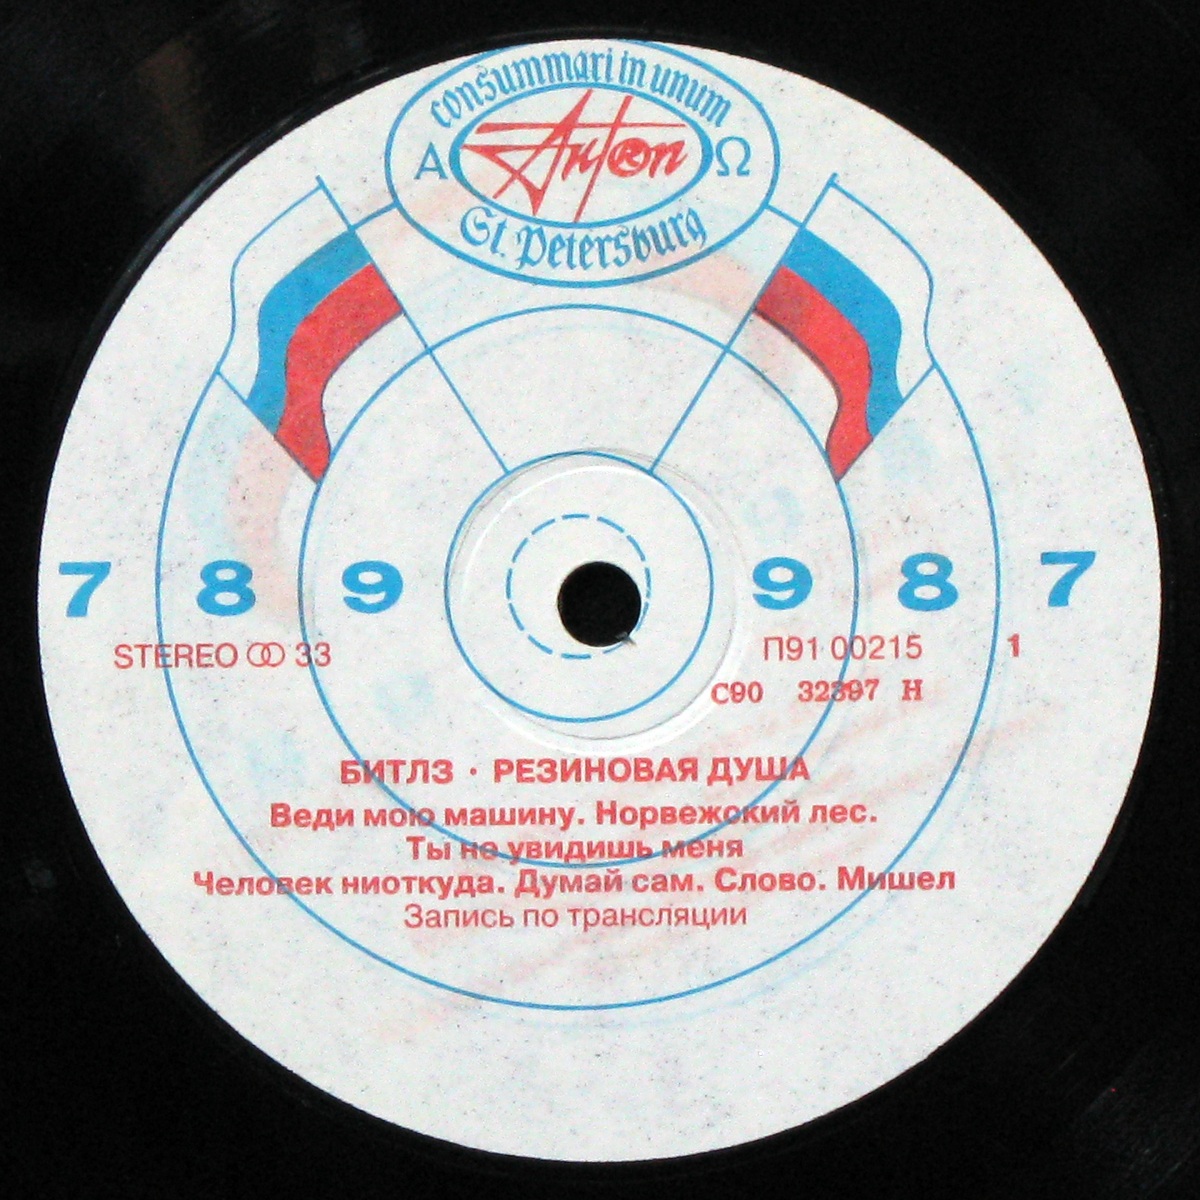 consummari in unum
Α AnTron Ω
St. Petersburg
7 8 9 9 8 7
STEREO 33
П91 00215 1
С90 32397 Н
БИТЛЗ · РЕЗИНОВАЯ ДУША
Веди мою машину. Норвежский лес.
Ты не увидишь меня
Человек ниоткуда. Думай сам. Слово. Мишел
Запись по трансляции